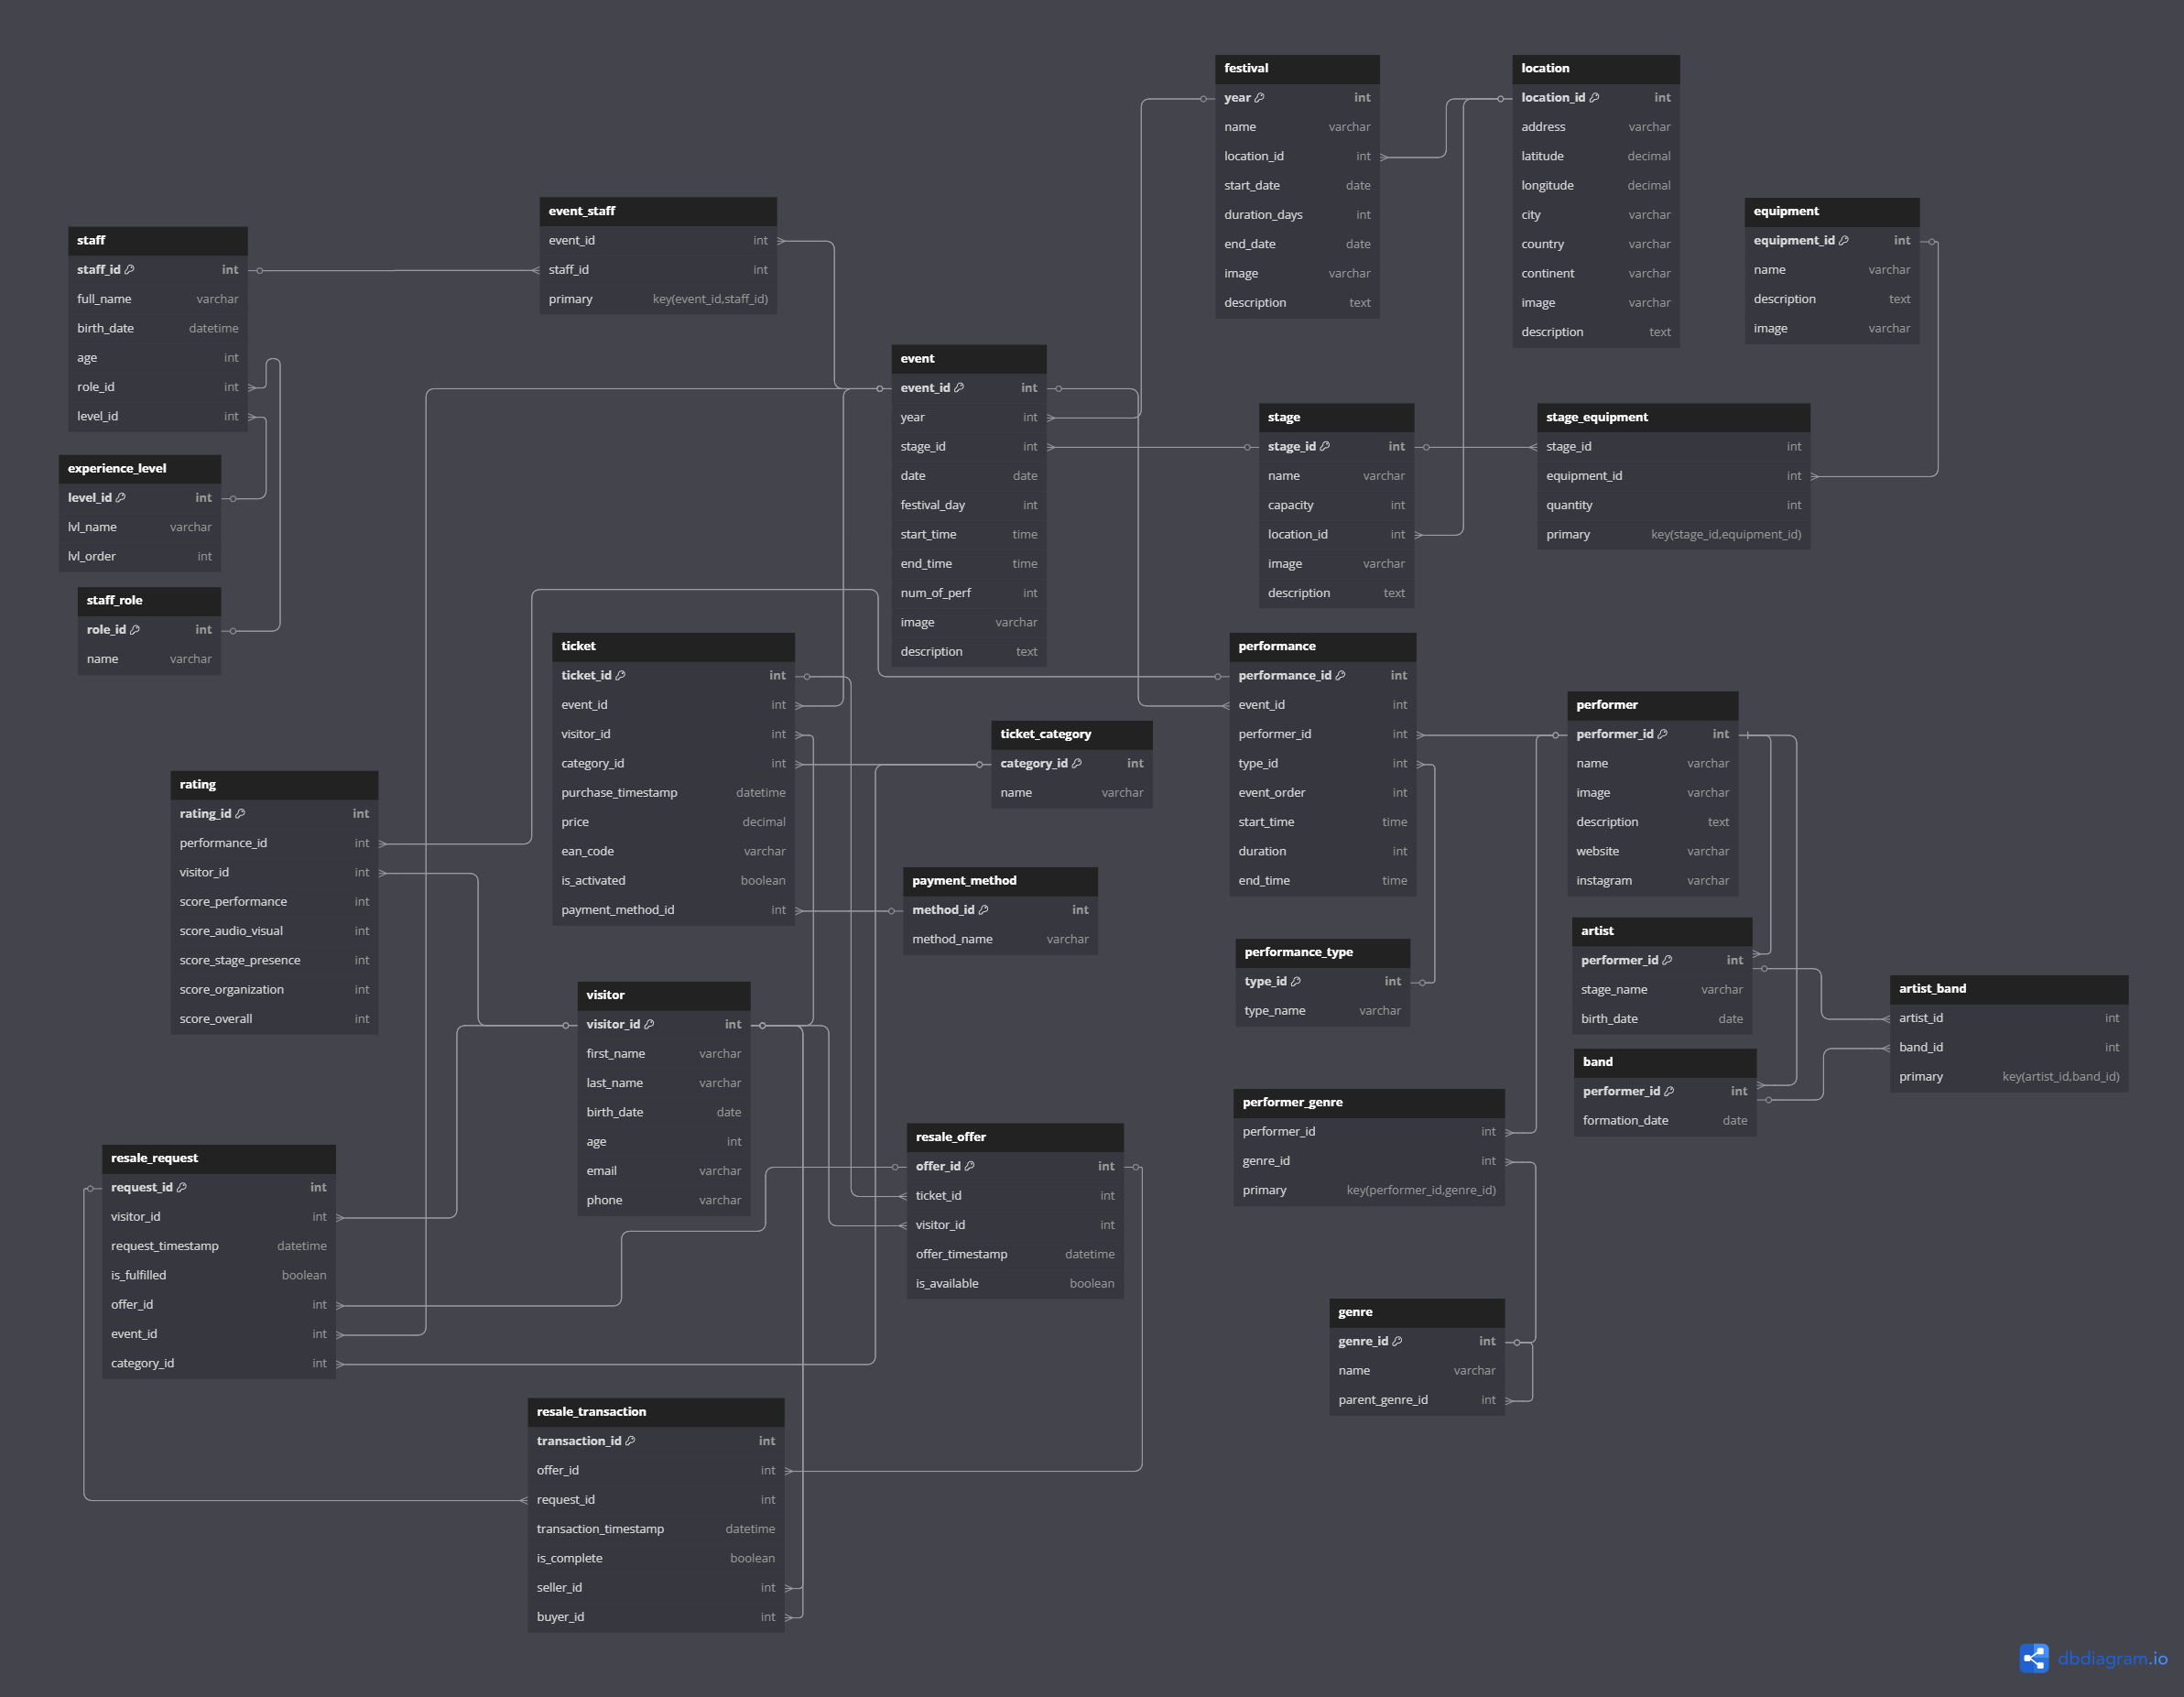 festival
year int
name varchar
location_id int
start_date date
duration_days int
end_date date
image varchar
description text
location
location_id int
address varchar
latitude decimal
longitude decimal
city varchar
country varchar
continent varchar
image varchar
description text
equipment
equipment_id int
name varchar
description text
image varchar
event_staff
event_id int
staff_id int
primary key(event_id,staff_id)
staff
staff_id int
full_name varchar
birth_date datetime
age int
role_id int
level_id int
experience_level
level_id int
lvl_name varchar
lvl_order int
staff_role
role_id int
name varchar
event
event_id int
year int
stage_id int
date date
festival_day int
start_time time
end_time time
num_of_perf int
image varchar
description text
stage
stage_id int
name varchar
capacity int
location_id int
image varchar
description text
stage_equipment
stage_id int
equipment_id int
quantity int
primary key(stage_id,equipment_id)
ticket
ticket_id int
event_id int
visitor_id int
category_id int
purchase_timestamp datetime
price decimal
ean_code varchar
is_activated boolean
payment_method_id int
ticket_category
category_id int
name varchar
payment_method
method_id int
method_name varchar
performance
performance_id int
event_id int
performer_id int
type_id int
event_order int
start_time time
duration int
end_time time
performer
performer_id int
name varchar
image varchar
description text
website varchar
instagram varchar
performance_type
type_id int
type_name varchar
artist
performer_id int
stage_name varchar
birth_date date
band
performer_id int
formation_date date
artist_band
artist_id int
band_id int
primary key(artist_id,band_id)
rating
rating_id int
performance_id int
visitor_id int
score_performance int
score_audio_visual int
score_stage_presence int
score_organization int
score_overall int
visitor
visitor_id int
first_name varchar
last_name varchar
birth_date date
age int
email varchar
phone varchar
performer_genre
performer_id int
genre_id int
primary key(performer_id,genre_id)
resale_request
request_id int
visitor_id int
request_timestamp datetime
is_fulfilled boolean
offer_id int
event_id int
category_id int
resale_offer
offer_id int
ticket_id int
visitor_id int
offer_timestamp datetime
is_available boolean
genre
genre_id int
name varchar
parent_genre_id int
resale_transaction
transaction_id int
offer_id int
request_id int
transaction_timestamp datetime
is_complete boolean
seller_id int
buyer_id int
dbdiagram.io